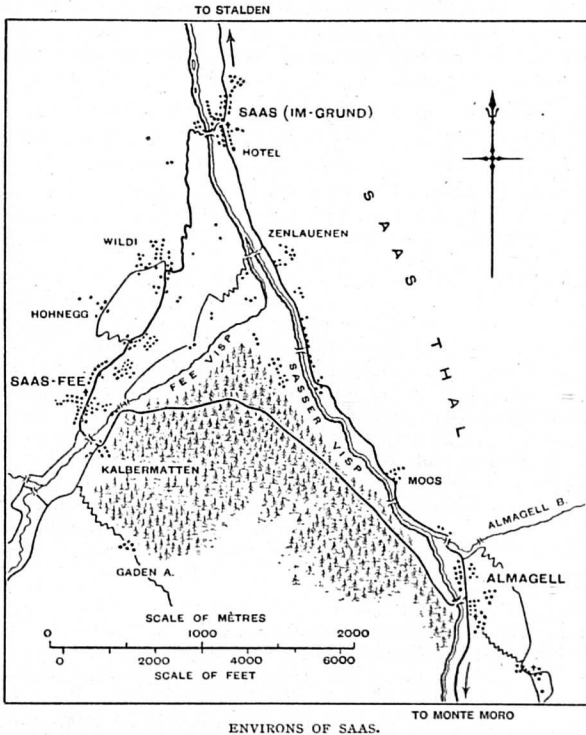 TO STALDEN
SAAS (IM-GRUND)
HOTEL
SAAS THAL
ZENLAUENEN
WILDI
HOHNEGG
FEE VISP
SAAS-FEE
SASSER VISP
KALBERMATTEN
MOOS
ALMAGELL B.
GADEN A.
ALMAGELL
SCALE OF MÈTRES
0 1000 2000
0 2000 4000 6000
SCALE OF FEET
TO MONTE MORO
ENVIRONS OF SAAS.